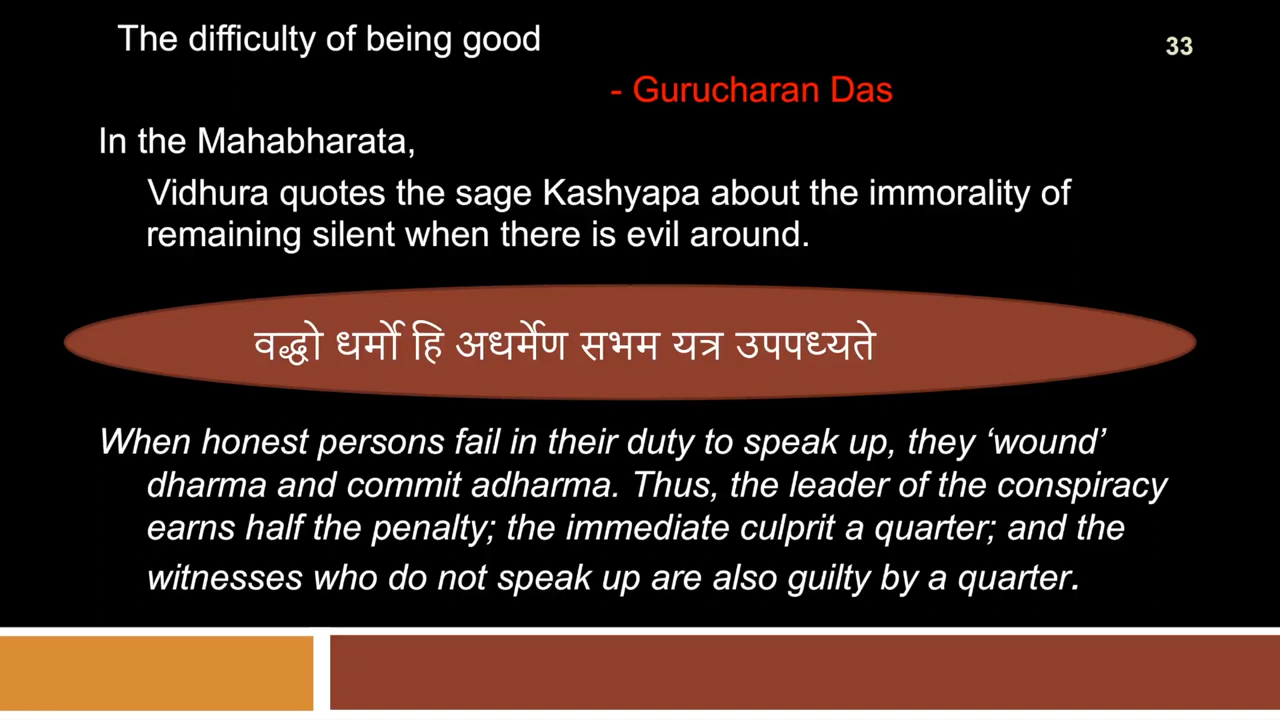 The difficulty of being good
33
- Gurucharan Das
In the Mahabharata,
Vidhura quotes the sage Kashyapa about the immorality of
remaining silent when there is evil around.
वद्धो धर्मो हि अधर्मेण सभम यत्र उपपध्यते
When honest persons fail in their duty to speak up, they ‘wound’
dharma and commit adharma. Thus, the leader of the conspiracy
earns half the penalty; the immediate culprit a quarter; and the
witnesses who do not speak up are also guilty by a quarter.